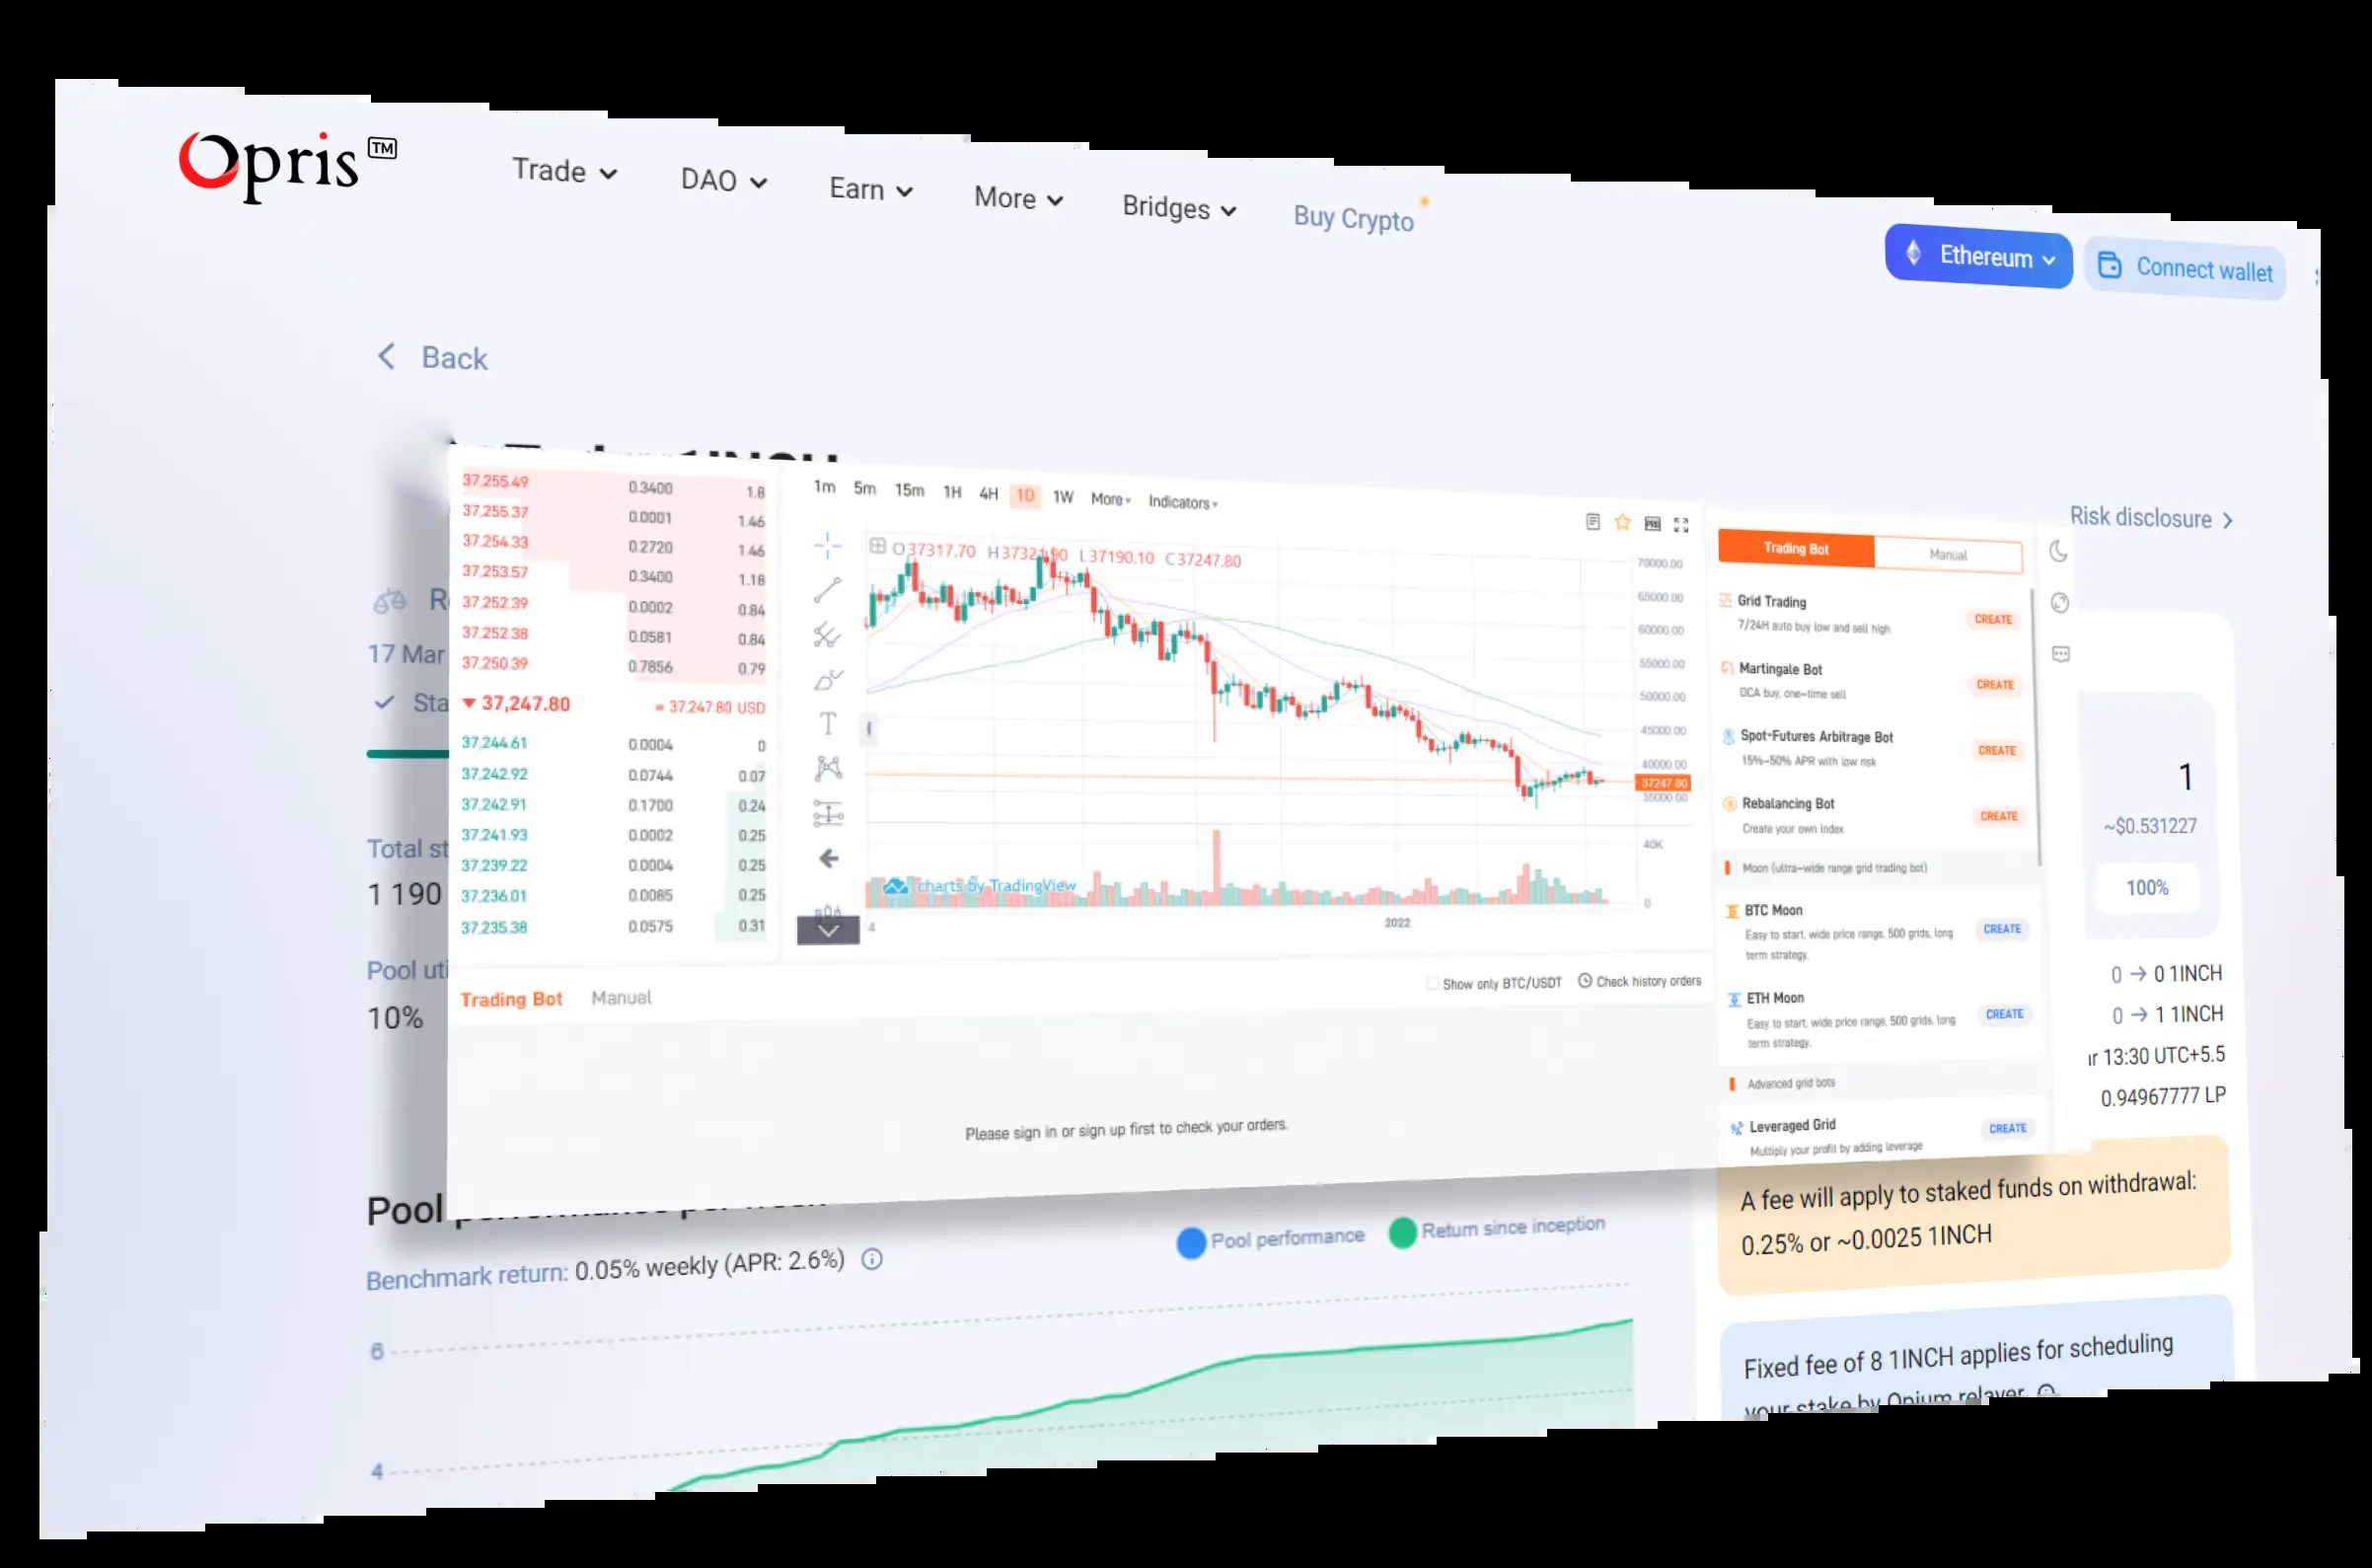 Opris TM
Trade
DAO
Earn
More
Bridges
Buy Crypto
Ethereum
Connect wallet
Back
1INCH
Risk disclosure
17 Mar
Total
1 190
Pool
10%
37,255.49 0.3400 1.8
37,255.37 0.0001 1.46
37,254.33 0.2720 1.46
37,253.57 0.3400 1.18
37,252.39 0.0002 0.84
37,252.38 0.0581 0.84
37,250.39 0.7856 0.79
37,247.80 = 37,247.80 USD
37,244.61 0.0004 0
37,242.92 0.0744 0.07
37,242.91 0.1700 0.24
37,241.93 0.0002 0.25
37,239.22 0.0004 0.25
37,236.01 0.0085 0.25
37,235.38 0.0575 0.31
1m 5m 15m 1H 4H 1D 1W More Indicators
PRO
O37317.70 H37321.90 L37190.10 C37247.80
70000.00
65000.00
60000.00
55000.00
50000.00
45000.00
40000.00
37247.80
35000.00
40K
0
charts by TradingView
4
2022
Trading Bot
Manual
Grid Trading
7/24H auto buy low and sell high
CREATE
Martingale Bot
DCA buy, one-time sell
CREATE
Spot-Futures Arbitrage Bot
15%-50% APR with low risk
CREATE
Rebalancing Bot
Create your own index
CREATE
Moon (ultra-wide range grid trading bot)
BTC Moon
Easy to start, wide price range, 500 grids, long
term strategy.
CREATE
ETH Moon
Easy to start, wide price range, 500 grids, long
term strategy.
CREATE
Advanced grid bots
Leveraged Grid
Multiply your profit by adding leverage
CREATE
Trading Bot
Manual
Show only BTC/USDT
Check history orders
Please sign in or sign up first to check your orders.
1
~$0.531227
100%
0 → 0 1INCH
0 → 1 1INCH
13:30 UTC+5.5
0.94967777 LP
A fee will apply to staked funds on withdrawal:
0.25% or ~0.0025 1INCH
Fixed fee of 8 1INCH applies for scheduling
your stake by Opium relayer
Pool performance per week
Benchmark return: 0.05% weekly (APR: 2.6%)
Pool performance
Return since inception
6
4